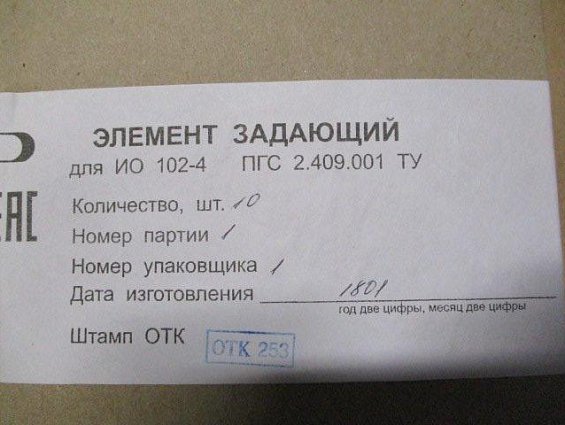 ЭЛЕМЕНТ ЗАДАЮЩИЙ
для ИО 102-4 ПГС 2.409.001 ТУ
EAC
Количество, шт. 10
Номер партии 1
Номер упаковщика 1
Дата изготовления 1801
год две цифры, месяц две цифры
Штамп ОТК
ОТК 253